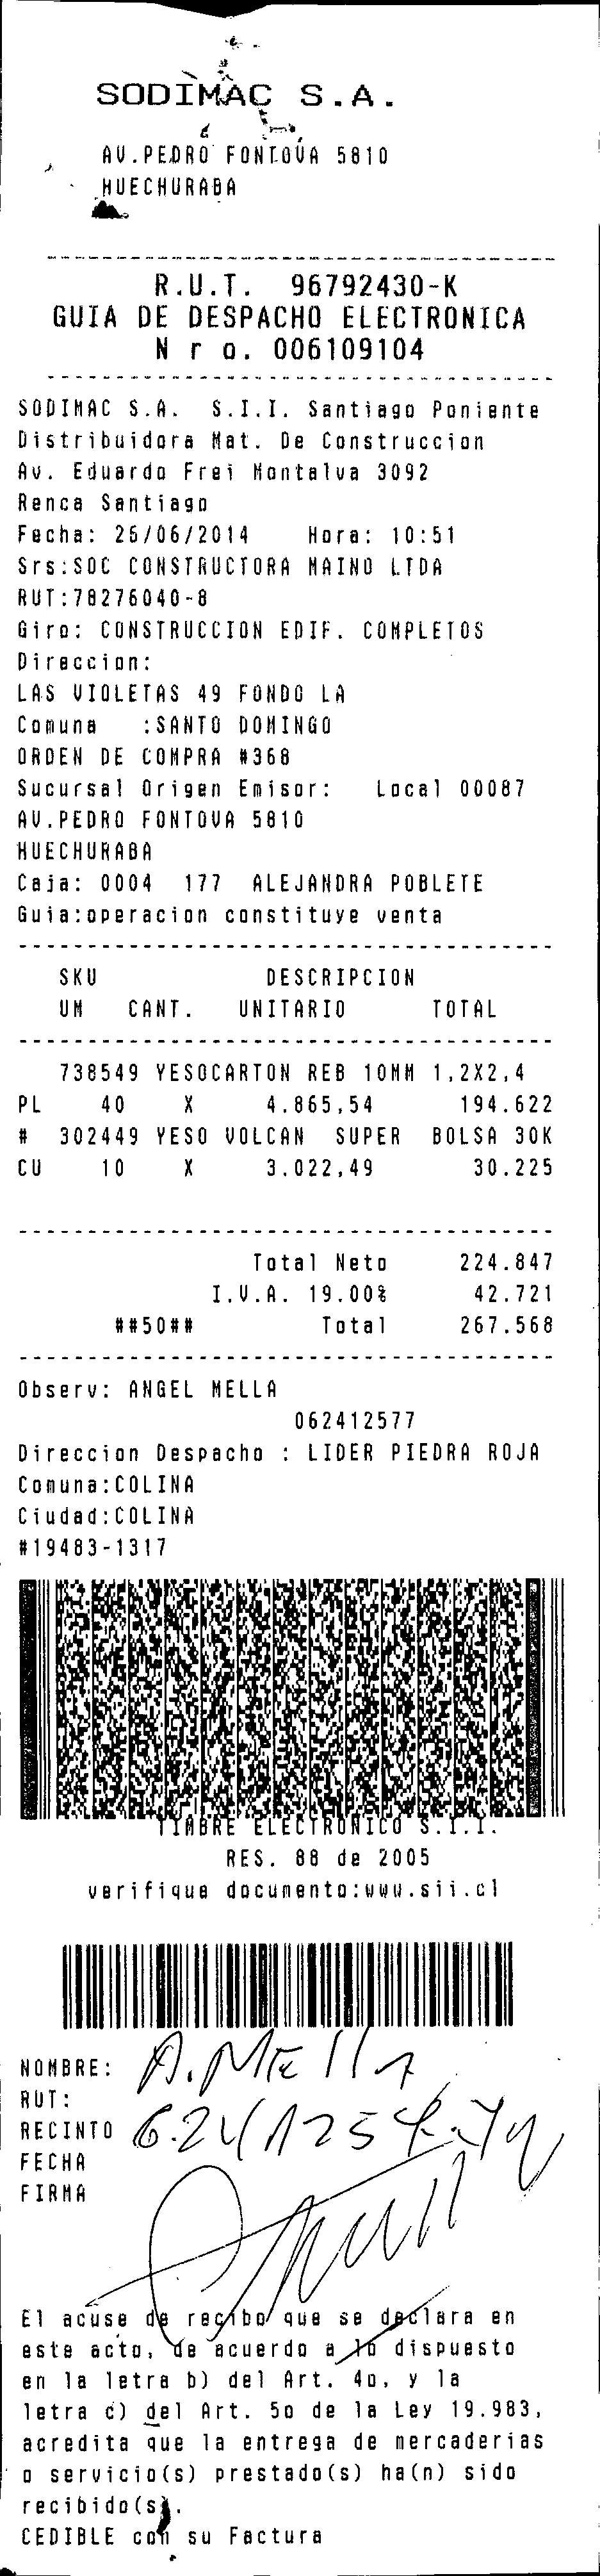 SODIMAC S.A.
AV.PEDRO FONTOVA 5810
HUECHURABA
R.U.T. 96792430-K
GUIA DE DESPACHO ELECTRONICA
N r o. 006109104
SODIMAC S.A. S.I.I. Santiago Poniente
Distribuidora Mat. De Construccion
Av. Eduardo Frei Montalva 3092
Renca Santiago
Fecha: 26/06/2014 Hora: 10:51
Srs:SOC CONSTRUCTORA MAINO LTDA
RUT:78276040-8
Giro: CONSTRUCCION EDIF. COMPLETOS
Direccion:
LAS VIOLETAS 49 FONDO LA
Comuna :SANTO DOMINGO
ORDEN DE COMPRA #368
Sucursal Origen Emisor: Local 00087
AV.PEDRO FONTOVA 5810
HUECHURABA
Caja: 0004 177 ALEJANDRA POBLETE
Guia:operacion constituye venta
SKU DESCRIPCION
UM CANT. UNITARIO TOTAL
738549 YESOCARTON REB 10MM 1,2X2,4
PL 40 X 4.865,54 194.622
# 302449 YESO VOLCAN SUPER BOLSA 30K
CU 10 X 3.022,49 30.225
Total Neto 224.847
I.V.A. 19.00% 42.721
##50## Total 267.568
Observ: ANGEL MELLA
062412577
Direccion Despacho : LIDER PIEDRA ROJA
Comuna:COLINA
Ciudad:COLINA
#19483-1317
TIMBRE ELECTRONICO S.I.I.
RES. 88 de 2005
verifique documento:www.sii.cl
NOMBRE: A. Mella
RUT:
RECINTO
FECHA
FIRMA
El acuse de recibo que se declara en
este acto, de acuerdo a lo dispuesto
en la letra b) del Art. 4o, y la
letra c) del Art. 5o de la Ley 19.983,
acredita que la entrega de mercaderias
o servicio(s) prestado(s) ha(n) sido
recibido(s).
CEDIBLE con su Factura